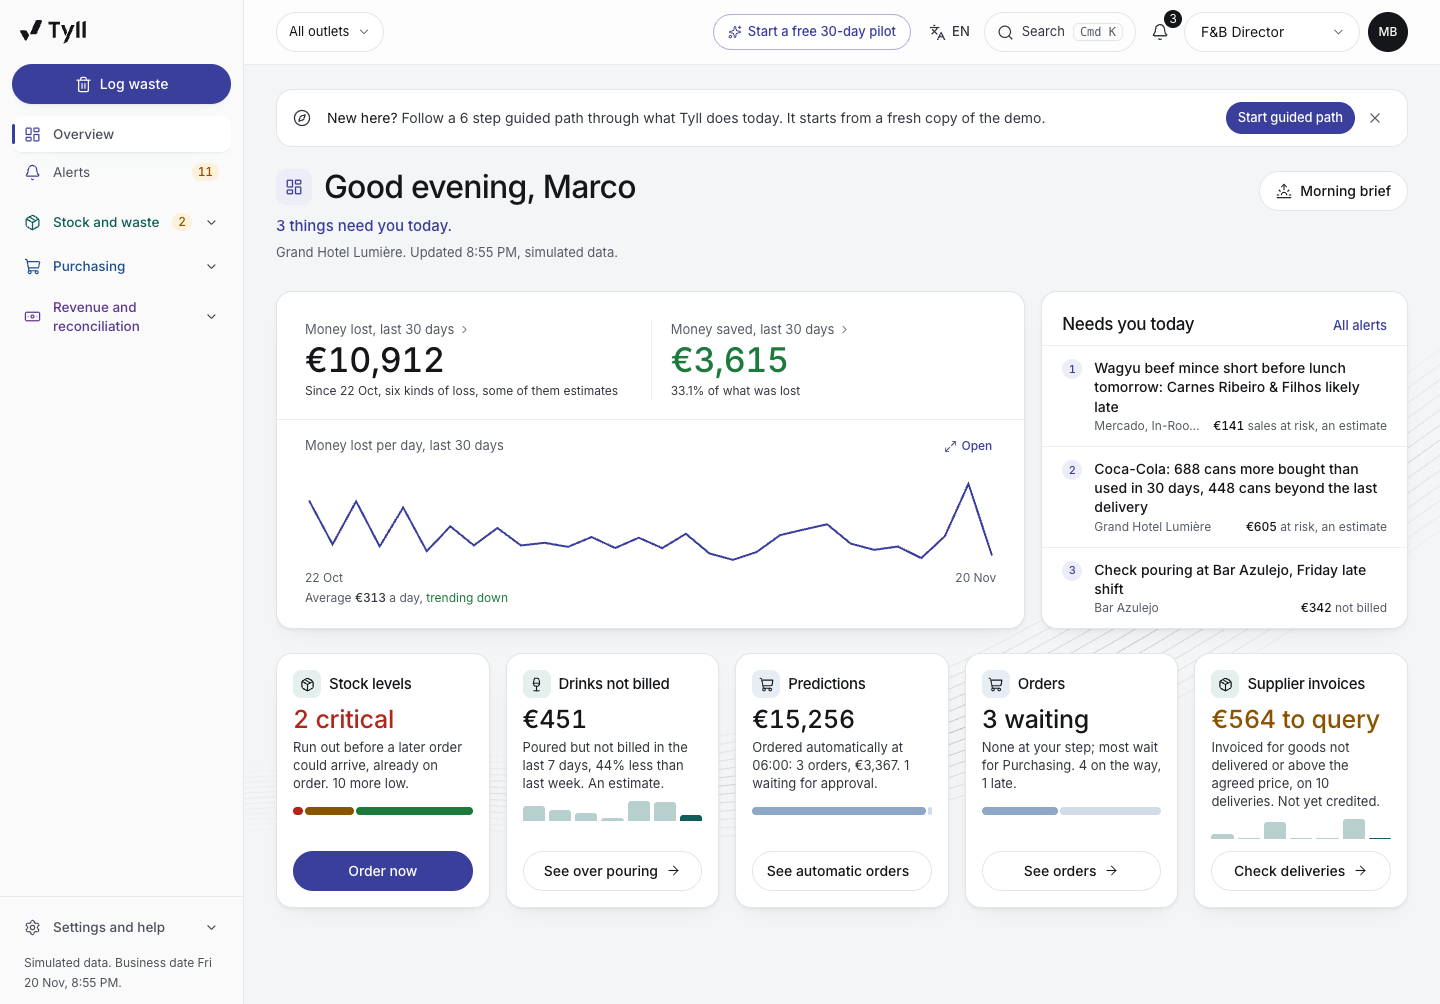 Tyll
All outlets
Start a free 30-day pilot
EN
Search
Cmd K
3
F&B Director
MB
Log waste
Overview
Alerts
11
Stock and waste
2
Purchasing
Revenue and
reconciliation
Settings and help
Simulated data. Business date Fri
20 Nov, 8:55 PM.
New here? Follow a 6 step guided path through what Tyll does today. It starts from a fresh copy of the demo.
Start guided path
Good evening, Marco
Morning brief
3 things need you today.
Grand Hotel Lumière. Updated 8:55 PM, simulated data.
Money lost, last 30 days
€10,912
Since 22 Oct, six kinds of loss, some of them estimates
Money saved, last 30 days
€3,615
33.1% of what was lost
Money lost per day, last 30 days
Open
22 Oct
20 Nov
Average €313 a day, trending down
Needs you today
All alerts
1
Wagyu beef mince short before lunch
tomorrow: Carnes Ribeiro & Filhos likely
late
Mercado, In-Roo... €141 sales at risk, an estimate
2
Coca-Cola: 688 cans more bought than
used in 30 days, 448 cans beyond the last
delivery
Grand Hotel Lumière €605 at risk, an estimate
3
Check pouring at Bar Azulejo, Friday late
shift
Bar Azulejo €342 not billed
Stock levels
2 critical
Run out before a later order
could arrive, already on
order. 10 more low.
Order now
Drinks not billed
€451
Poured but not billed in the
last 7 days, 44% less than
last week. An estimate.
See over pouring
Predictions
€15,256
Ordered automatically at
06:00: 3 orders, €3,367. 1
waiting for approval.
See automatic orders
Orders
3 waiting
None at your step; most wait
for Purchasing. 4 on the way,
1 late.
See orders
Supplier invoices
€564 to query
Invoiced for goods not
delivered or above the
agreed price, on 10
deliveries. Not yet credited.
Check deliveries